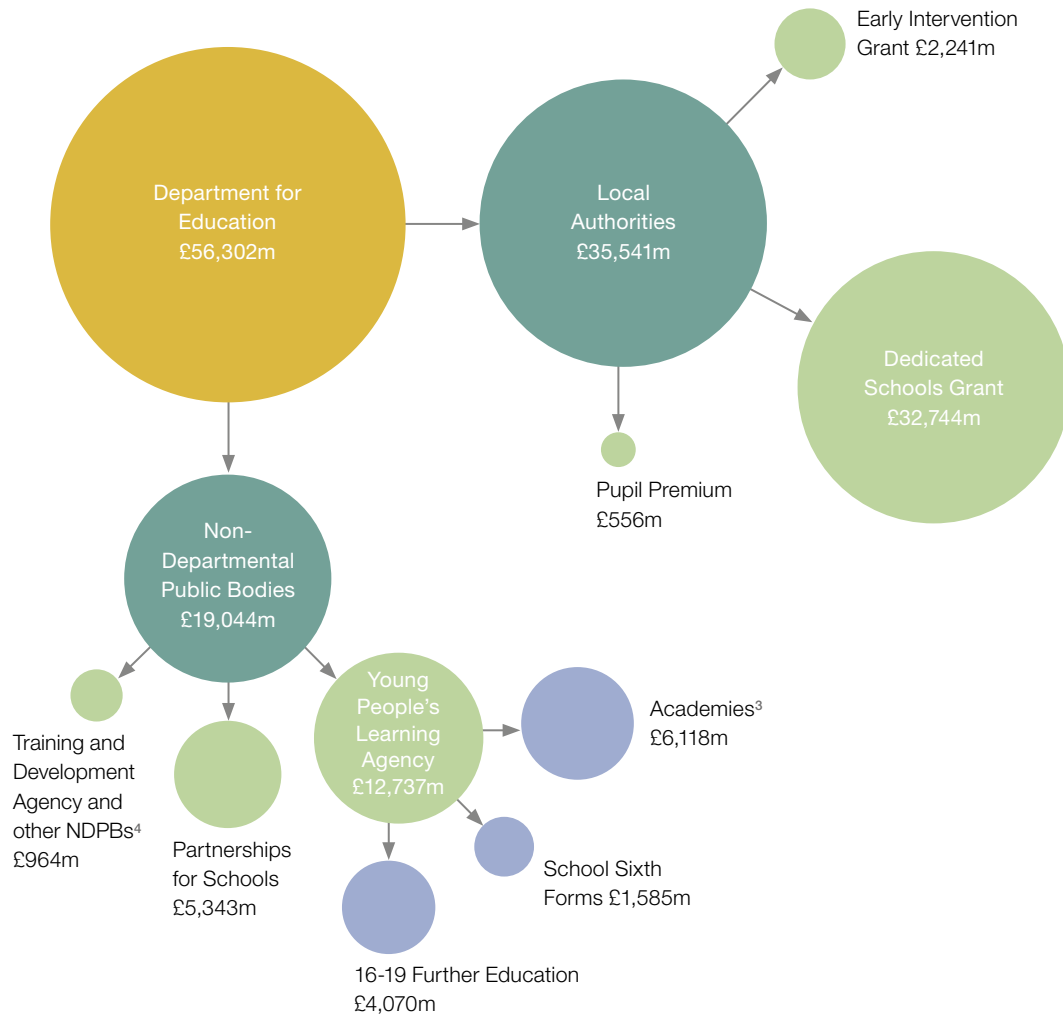 Early Intervention
Grant £2,241m
Department for
Education
£56,302m
Local
Authorities
£35,541m
Dedicated
Schools Grant
£32,744m
Pupil Premium
£556m
Non-
Departmental
Public Bodies
£19,044m
Young
People’s
Learning
Agency
£12,737m
Academies³
£6,118m
Training and
Development
Agency and
other NDPBs⁴
£964m
Partnerships
for Schools
£5,343m
School Sixth
Forms £1,585m
16-19 Further Education
£4,070m